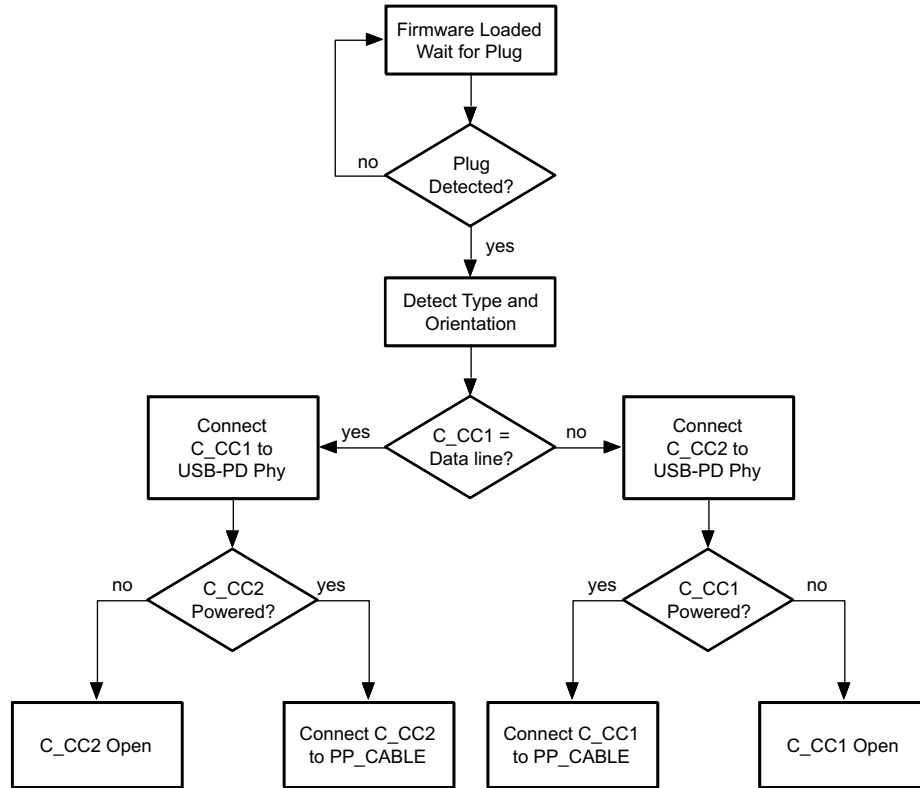 Firmware Loaded
Wait for Plug
no
Plug
Detected?
yes
Detect Type and
Orientation
Connect
C_CC1 to
USB-PD Phy
yes
C_CC1 =
Data line?
no
Connect
C_CC2 to
USB-PD Phy
no
C_CC2
Powered?
yes
yes
C_CC1
Powered?
no
C_CC2 Open
Connect C_CC2
to PP_CABLE
Connect C_CC1
to PP_CABLE
C_CC1 Open